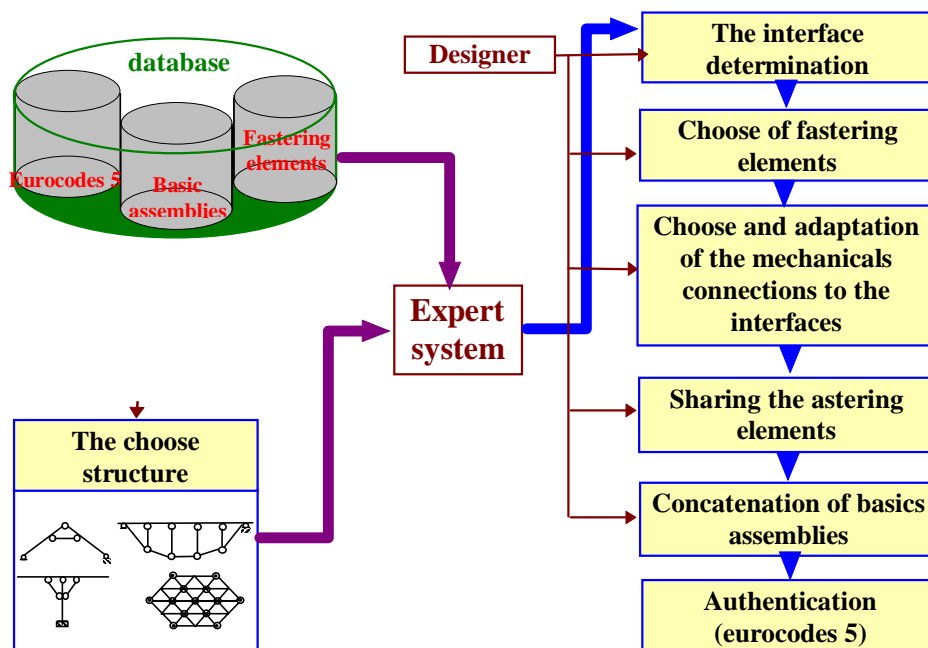 database
Eurocodes 5
Basic
assemblies
Fastering
elements
Designer
Expert
system
The choose
structure
The interface
determination
Choose of fastering
elements
Choose and adaptation
of the mechanicals
connections to the
interfaces
Sharing the astering
elements
Concatenation of basics
assemblies
Authentication
(eurocodes 5)